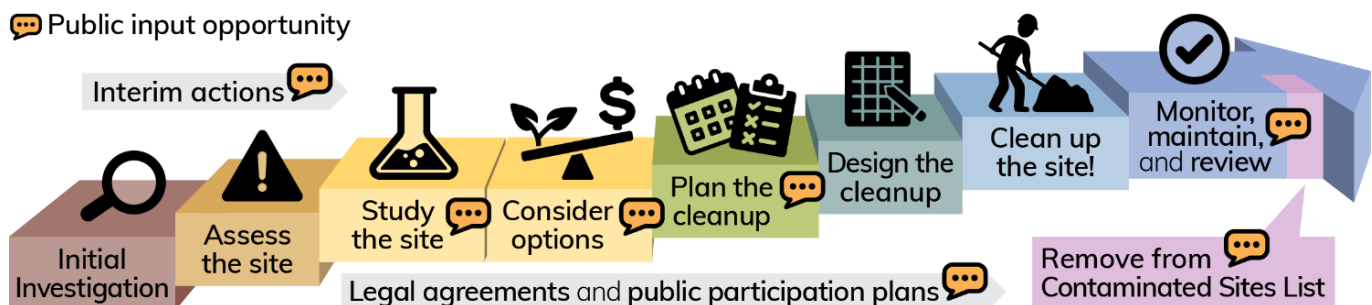 Public input opportunity
Interim actions
Initial
Investigation
Assess
the site
Study
the site
Consider
options
Plan the
cleanup
Design the
cleanup
Clean up
the site!
Monitor,
maintain,
and review
Legal agreements and public participation plans
Remove from
Contaminated Sites List